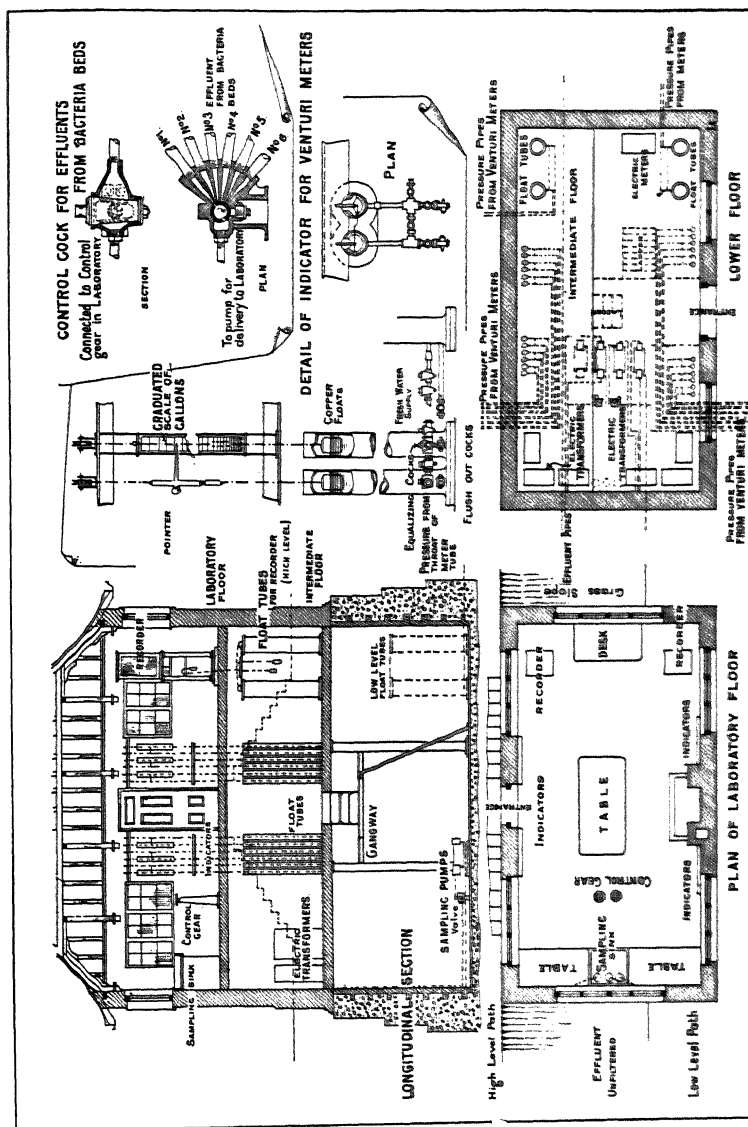 CONTROL COCK FOR EFFLUENTS
FROM BACTERIA BEDS
Connected to Control
gear in LABORATORY
SECTION
Nº1
Nº2
Nº3 EFFLUENT
FROM BACTERIA
Nº4 BEDS
Nº5
Nº6
To pump for
delivery to LABORATORY
PLAN
DETAIL OF INDICATOR FOR VENTURI METERS
GRADUATED
SCALE OF
GALLONS
POINTER
COPPER
FLOATS
FRESH WATER
SUPPLY
EQUALIZING COCKS
PRESSURE FROM
THROAT OF
METER
TUBE
FLUSH OUT COCKS
PLAN
RECORDER
LABORATORY
FLOOR
FLOAT TUBES
FOR RECORDER
(HIGH LEVEL)
INTERMEDIATE
FLOOR
LOW LEVEL
FLOAT TUBES
INDICATORS
FLOAT
TUBES
GANGWAY
CONTROL
GEAR
SAMPLING SINK
ELECTRIC
TRANSFORMERS
SAMPLING PUMPS
Valve
LONGITUDINAL SECTION
PRESSURE PIPES
FROM VENTURI METERS
PRESSURE PIPES
FROM VENTURI METERS
PRESSURE PIPES
FROM METERS
FLOAT TUBES
INTERMEDIATE FLOOR
ELECTRIC
METERS
FLOAT TUBES
ELECTRIC
TRANSFORMERS
ELECTRIC
TRANSFORMERS
ENTRANCE
EFFLUENT PIPES
PRESSURE PIPES
FROM VENTURI METERS
LOWER FLOOR
High Level Path
ENTRANCE
Grass
Slope
RECORDER
DESK
RECORDER
INDICATORS
TABLE
INDICATORS
CONTROL GEAR
INDICATORS
SAMPLING
SINK
TABLE
TABLE
EFFLUENT
UNFILTERED
Low Level Path
PLAN OF LABORATORY FLOOR